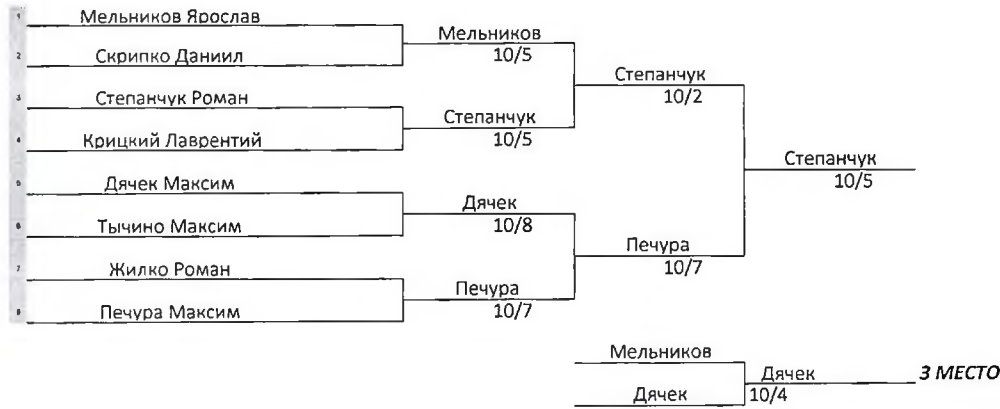 1 Мельников Ярослав
Мельников
2 Скрипко Даниил
10/5
Степанчук
3 Степанчук Роман
10/2
Степанчук
4 Крицкий Лаврентий
10/5
Степанчук
10/5
5 Дячек Максим
Дячек
6 Тычино Максим
10/8
Печура
7 Жилко Роман
10/7
Печура
8 Печура Максим
10/7
Мельников
Дячек
3 МЕСТО
Дячек
10/4